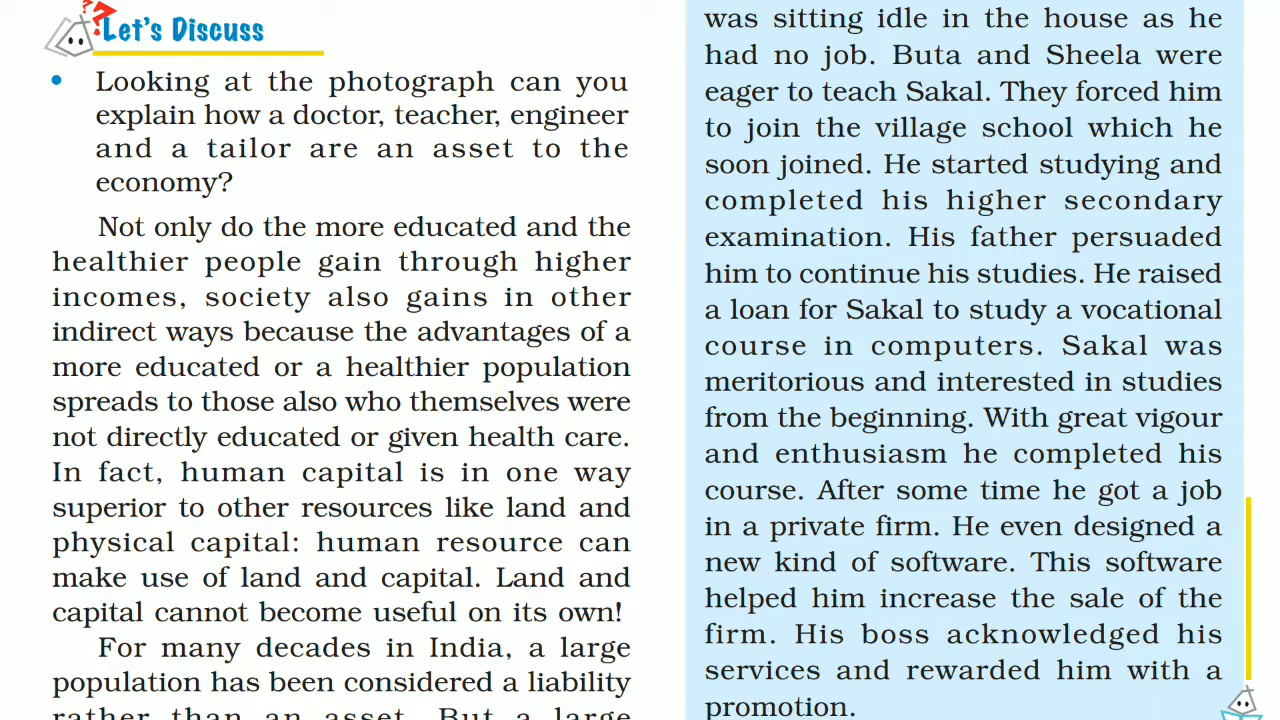 ??
Let's Discuss
• Looking at the photograph can you
explain how a doctor, teacher, engineer
and a tailor are an asset to the
economy?
Not only do the more educated and the
healthier people gain through higher
incomes, society also gains in other
indirect ways because the advantages of a
more educated or a healthier population
spreads to those also who themselves were
not directly educated or given health care.
In fact, human capital is in one way
superior to other resources like land and
physical capital: human resource can
make use of land and capital. Land and
capital cannot become useful on its own!
For many decades in India, a large
population has been considered a liability
rather than an asset. But a large
was sitting idle in the house as he
had no job. Buta and Sheela were
eager to teach Sakal. They forced him
to join the village school which he
soon joined. He started studying and
completed his higher secondary
examination. His father persuaded
him to continue his studies. He raised
a loan for Sakal to study a vocational
course in computers. Sakal was
meritorious and interested in studies
from the beginning. With great vigour
and enthusiasm he completed his
course. After some time he got a job
in a private firm. He even designed a
new kind of software. This software
helped him increase the sale of the
firm. His boss acknowledged his
services and rewarded him with a
promotion.